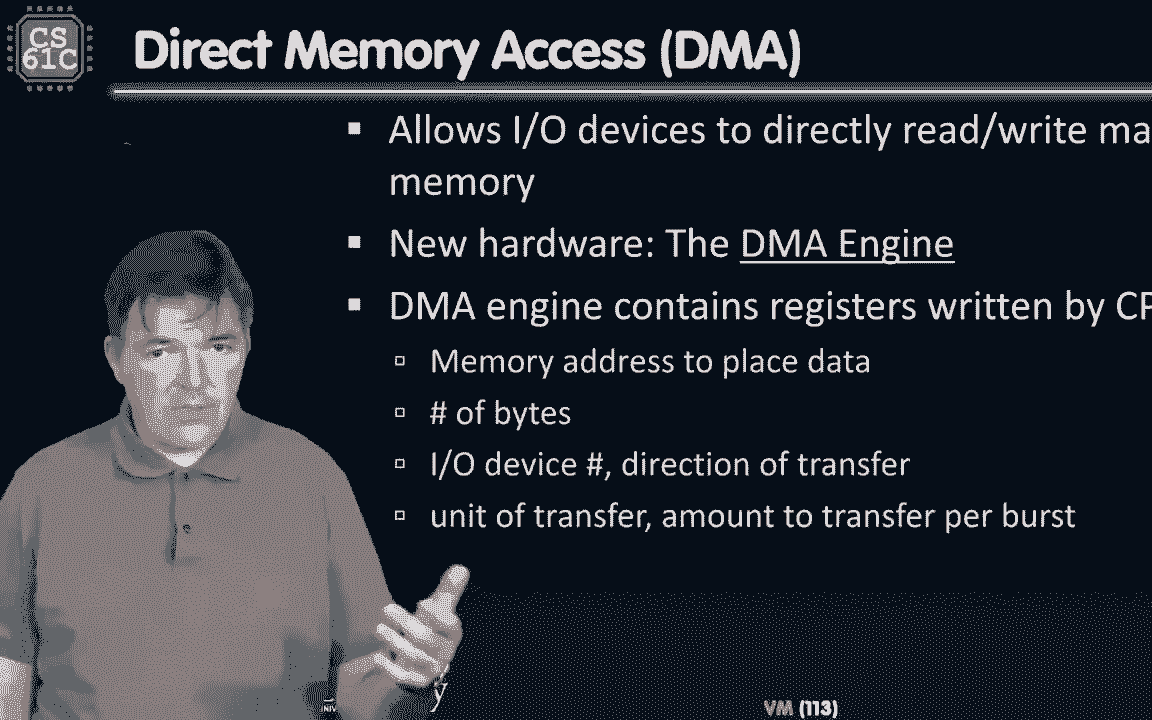 CS
61C
Direct Memory Access (DMA)
Allows I/O devices to directly read/write ma
memory
New hardware: The DMA Engine
DMA engine contains registers written by CP
Memory address to place data
# of bytes
I/O device #, direction of transfer
unit of transfer, amount to transfer per burst
VM (113)